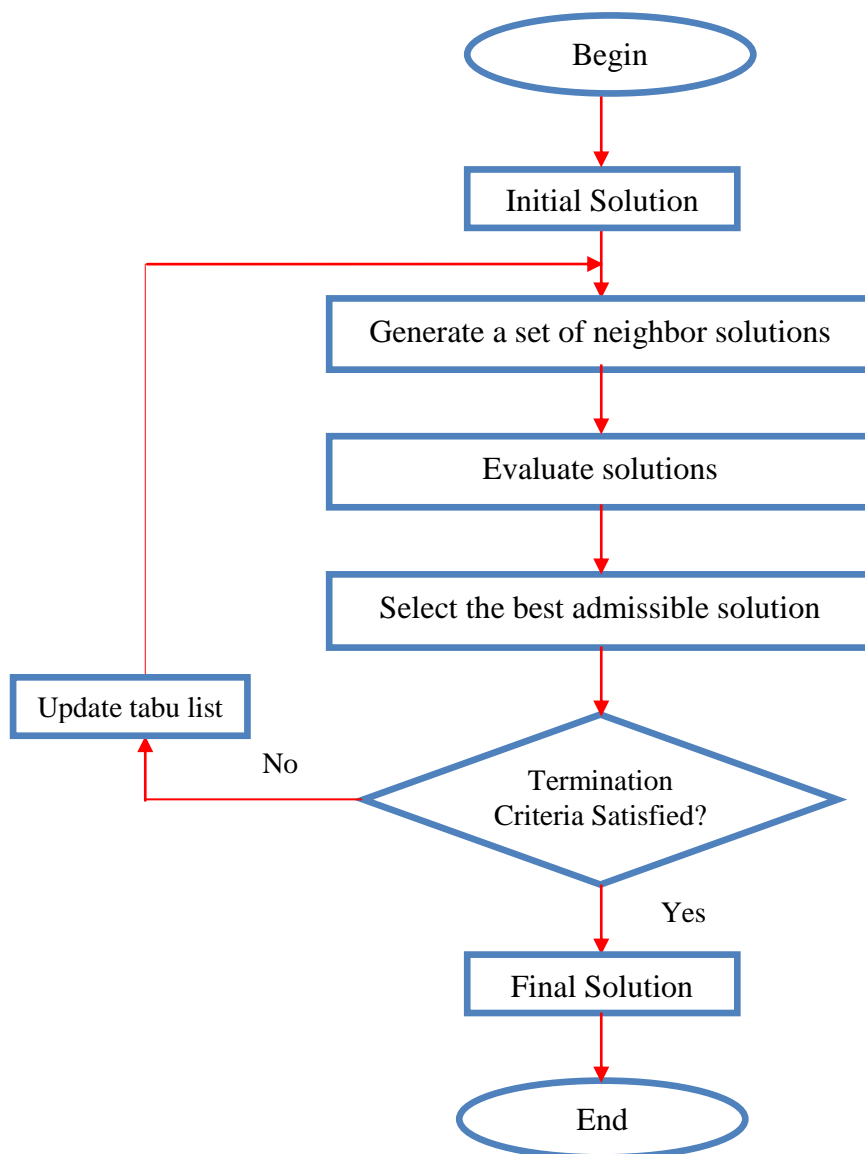 Begin
Initial Solution
Generate a set of neighbor solutions
Evaluate solutions
Select the best admissible solution
Update tabu list
No
Termination
Criteria Satisfied?
Yes
Final Solution
End